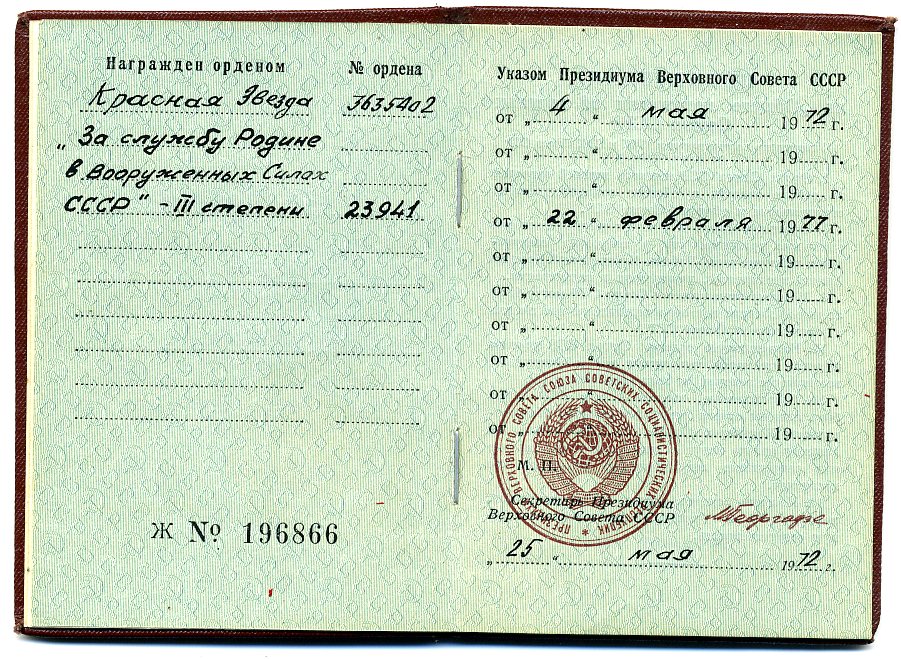 Награжден орденом № ордена
Красная Звезда 3635402
„За службу Родине
в Вооруженных Силах
СССР" - III степени 23941
Ж № 196866
Указом Президиума Верховного Совета СССР
от „ 4 “ мая 1972 г.
от „ “ 19 г.
от „ “ 19 г.
от „ 22 “ февраля 1977 г.
от „ “ 19 г.
от „ “ 19 г.
от „ “ 19 г.
от „ “ 19 г.
от „ “ 19 г.
от „ “ 19 г.
ПРЕЗИДИУМ ВЕРХОВНОГО СОВЕТА СОЮЗА СОВЕТСКИХ СОЦИАЛИСТИЧЕСКИХ РЕСПУБЛИК
М. П.
Секретарь Президиума
Верховного Совета СССР МГеоргадзе
„ 25 “ мая 1972 г.